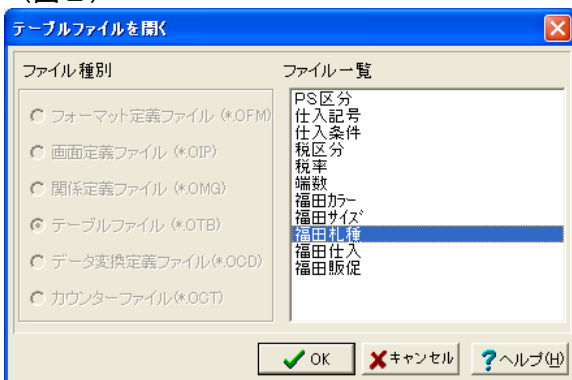 テーブルファイルを開く
ファイル種別
フォーマット定義ファイル (*.OFM)
画面定義ファイル (*.OIP)
関係定義ファイル (*.OMG)
テーブルファイル (*.OTB)
データ変換定義ファイル(*.OCD)
カウンターファイル(*.OCT)
ファイル一覧
PS区分
仕入記号
仕入条件
税区分
税率
端数
福田カラー
福田サイズ
福田札種
福田仕入
福田販促
OK
キャンセル
ヘルプ(H)